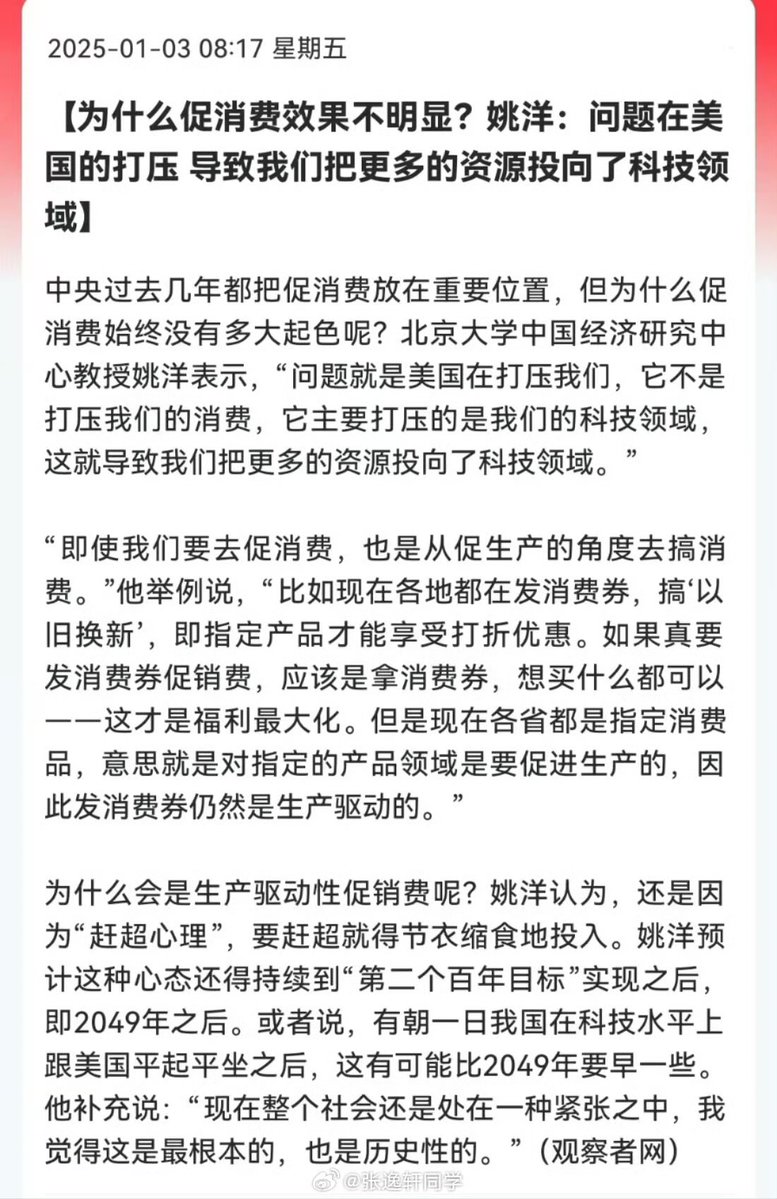 2025-01-03 08:17 星期五
【为什么促消费效果不明显？姚洋：问题在美
国的打压 导致我们把更多的资源投向了科技领
域】
中央过去几年都把促消费放在重要位置，但为什么促
消费始终没有多大起色呢？北京大学中国经济研究中
心教授姚洋表示，“问题就是美国在打压我们，它不是
打压我们的消费，它主要打压的是我们的科技领域，
这就导致我们把更多的资源投向了科技领域。”
“即使我们要去促消费，也是从促生产的角度去搞消
费。”他举例说，“比如现在各地都在发消费券，搞‘以
旧换新’，即指定产品才能享受打折优惠。如果真要
发消费券促销费，应该是拿消费券，想买什么都可以
——这才是福利最大化。但是现在各省都是指定消费
品，意思就是对指定的产品领域是要促进生产的，因
此发消费券仍然是生产驱动的。”
为什么会是生产驱动性促销费呢？姚洋认为，还是因
为“赶超心理”，要赶超就得节衣缩食地投入。姚洋预
计这种心态还得持续到“第二个百年目标”实现之后，
即2049年之后。或者说，有朝一日我国在科技水平上
跟美国平起平坐之后，这有可能比2049年要早一些。
他补充说：“现在整个社会还是处在一种紧张之中，我
觉得这是最根本的，也是历史性的。”（观察者网）
@张逸轩同学